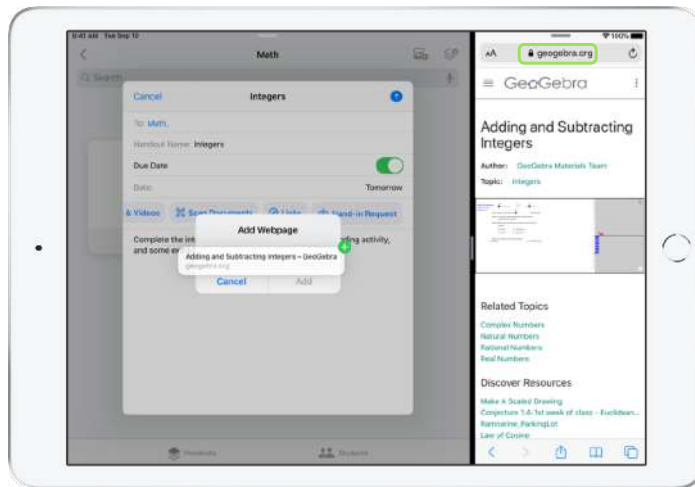 9:41 AM Tue Sep 10
Math
Search
Cancel
Integers
To: Math,
Handout Name: Integers
Due Date
Date:
Tomorrow
& Videos
Scan Documents
Links
Hand-in Request
Complete the int
ding activity,
and some ex
Add Webpage
Adding and Subtracting Integers – GeoGebra
geogebra.org
Cancel
Add
Handouts
Students
100%
AA
geogebra.org
GeoGebra
Adding and Subtracting
Integers
Author: GeoGebra Materials Team
Topic: Integers
Related Topics
Complex Numbers
Natural Numbers
Rational Numbers
Real Numbers
Discover Resources
Make A Scaled Drawing
Conjecture 1.4- 1st week of class - Euclidean...
Ramnarine_ParkingLot
Law of Cosine